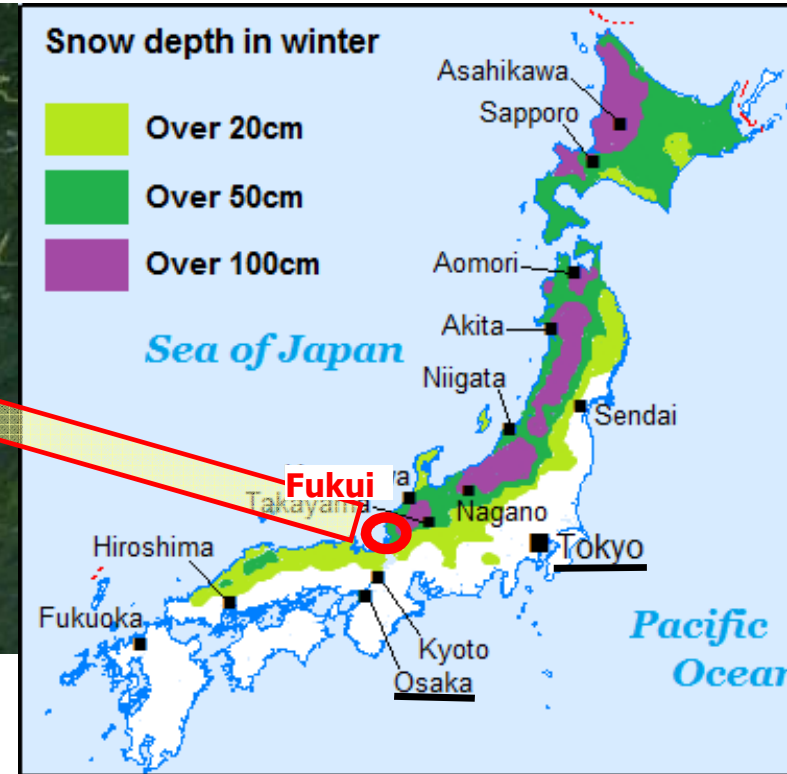 Snow depth in winter
Over 20cm
Over 50cm
Over 100cm
Asahikawa
Sapporo
Aomori
Sea of Japan
Akita
Niigata
Sendai
Fukui
Takayama
Nagano
Hiroshima
Tokyo
Fukuoka
Pacific
Ocean
Kyoto
Osaka